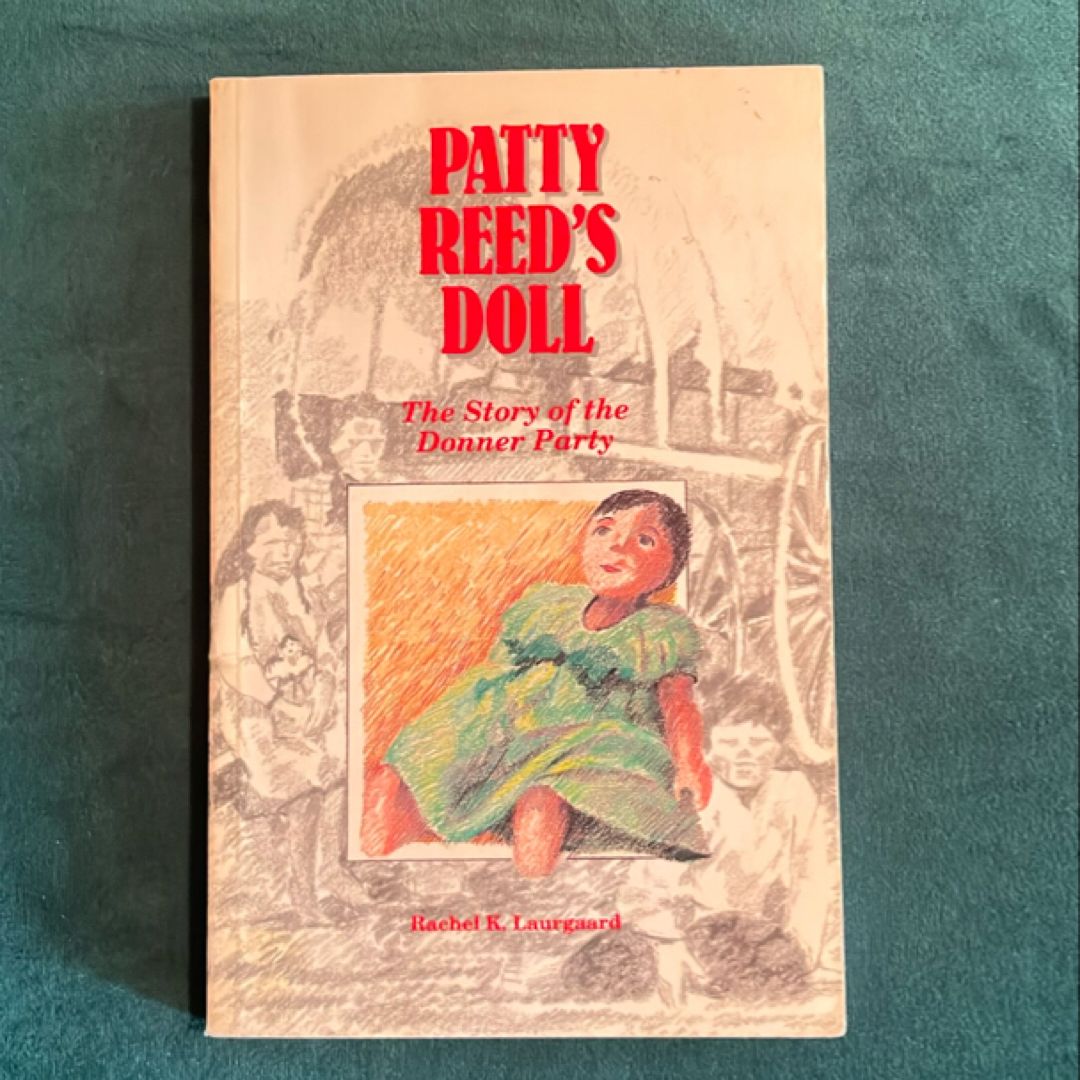 PATTY
REED'S
DOLL
The Story of the
Donner Party
Rachel K. Laurgaard